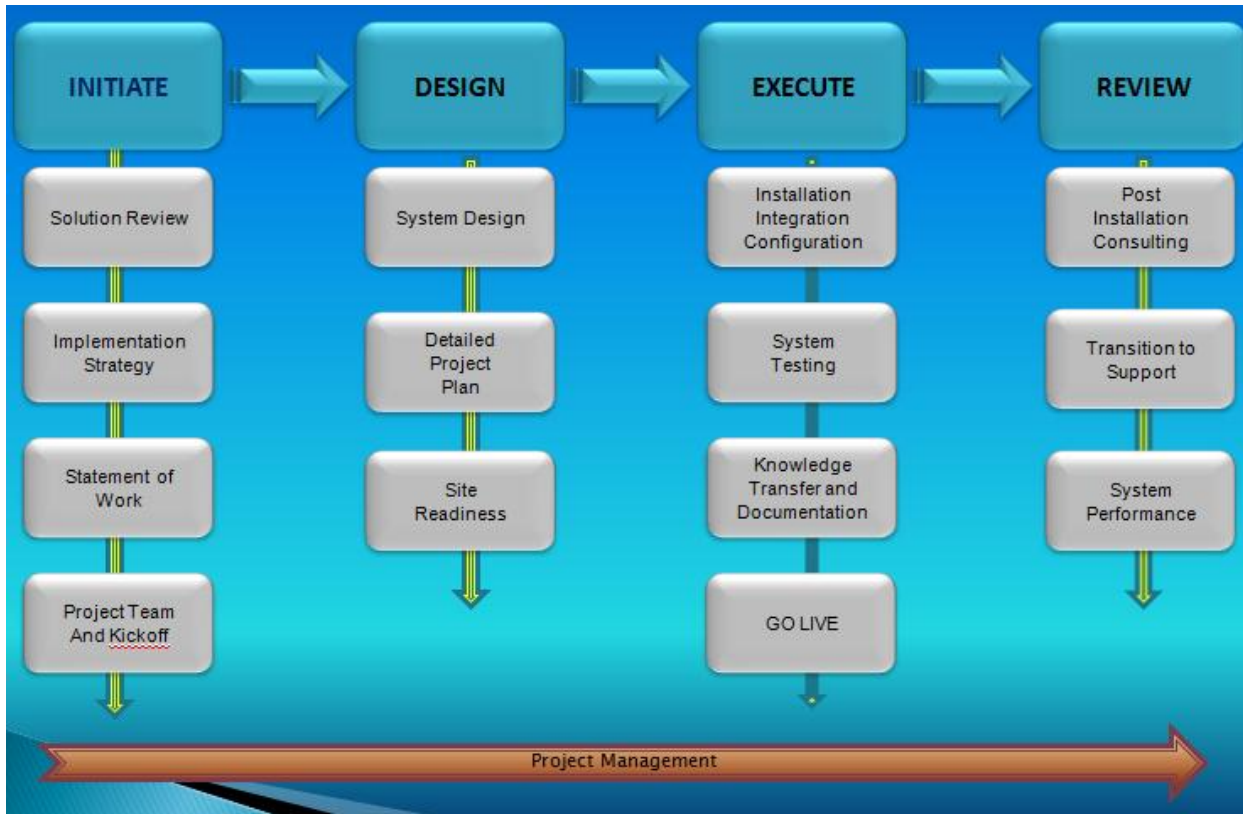 INITIATE
DESIGN
EXECUTE
REVIEW
Solution Review
Implementation
Strategy
Statement of
Work
Project Team
And Kickoff
System Design
Detailed
Project
Plan
Site
Readiness
Installation
Integration
Configuration
System
Testing
Knowledge
Transfer and
Documentation
GO LIVE
Post
Installation
Consulting
Transition to
Support
System
Performance
Project Management